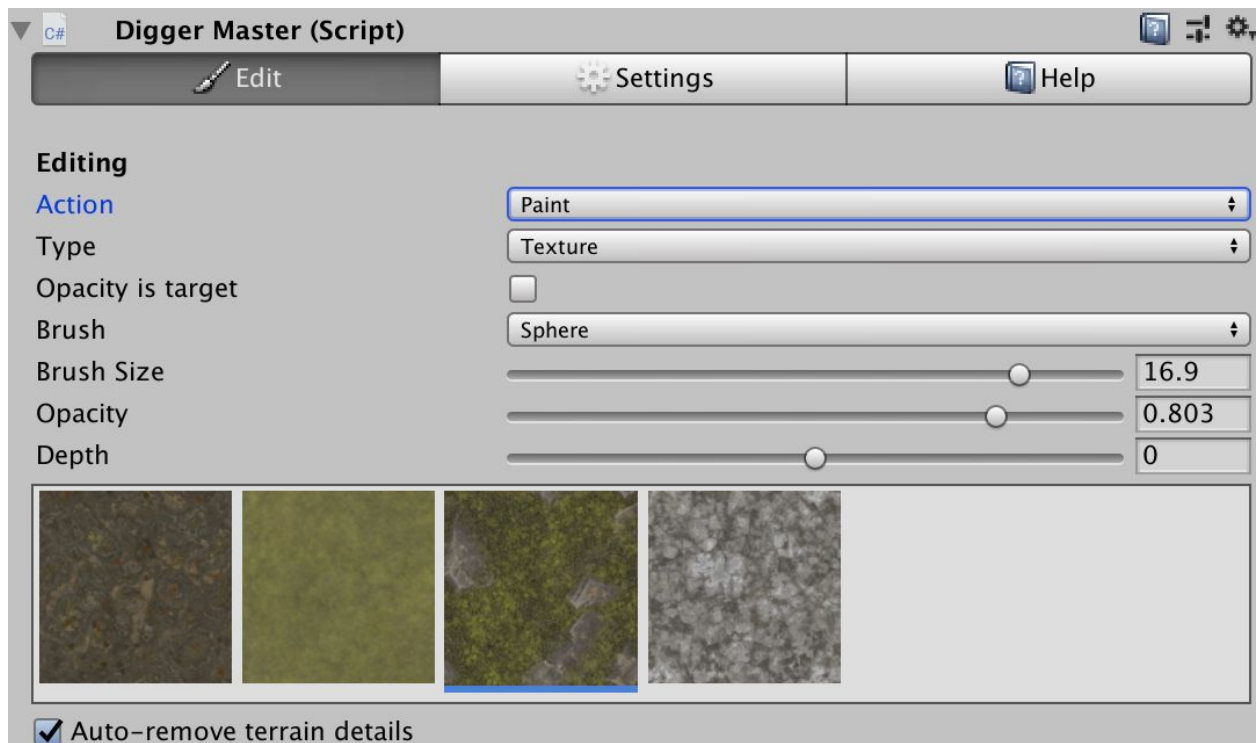 C# Digger Master (Script)
Edit Settings Help
Editing
Action Paint
Type Texture
Opacity is target
Brush Sphere
Brush Size 16.9
Opacity 0.803
Depth 0
Auto-remove terrain details